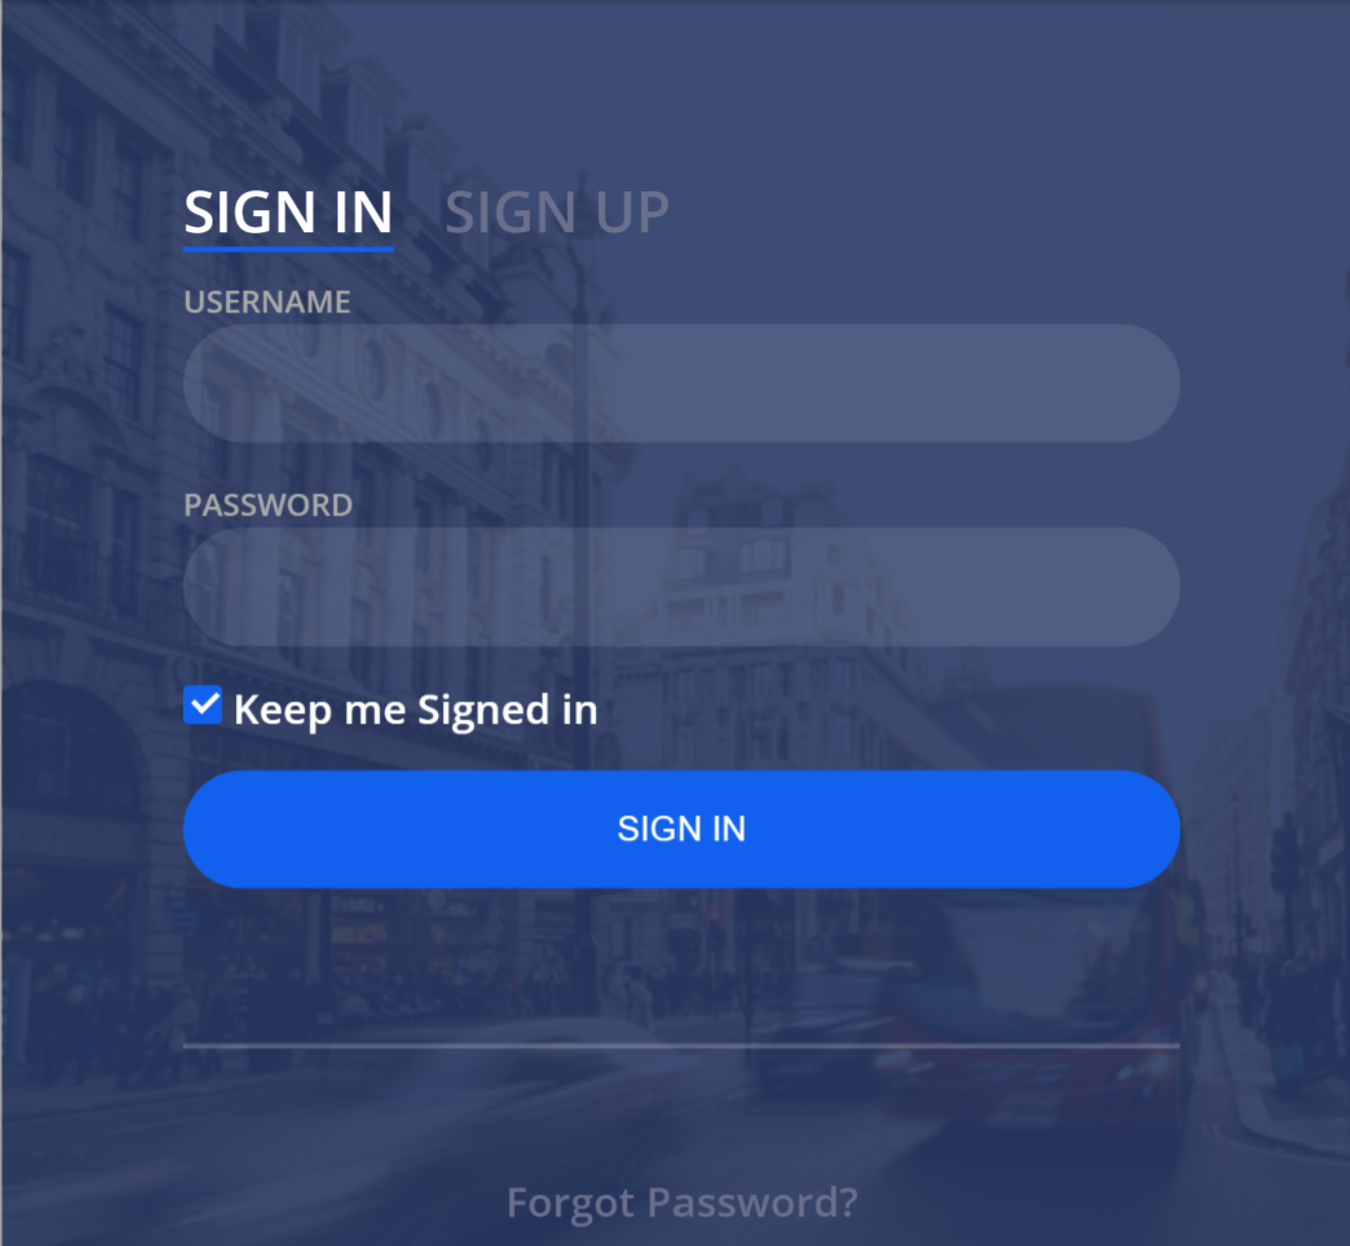 SIGN IN SIGN UP
USERNAME
PASSWORD
Keep me Signed in
SIGN IN
Forgot Password?